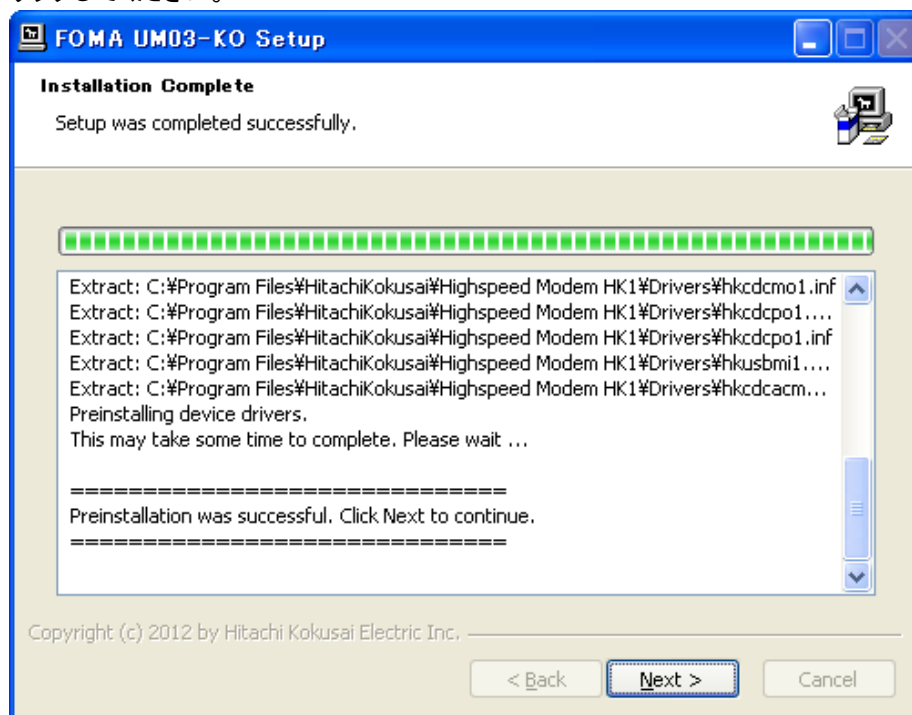 ください。
FOMA UM03-KO Setup
Installation Complete
Setup was completed successfully.
Extract: C:¥Program Files¥HitachiKokusai¥Highspeed Modem HK1¥Drivers¥hkcdcmo1.inf
Extract: C:¥Program Files¥HitachiKokusai¥Highspeed Modem HK1¥Drivers¥hkcdcpo1....
Extract: C:¥Program Files¥HitachiKokusai¥Highspeed Modem HK1¥Drivers¥hkcdcpo1.inf
Extract: C:¥Program Files¥HitachiKokusai¥Highspeed Modem HK1¥Drivers¥hkusbmi1....
Extract: C:¥Program Files¥HitachiKokusai¥Highspeed Modem HK1¥Drivers¥hkcdcacm...
Preinstalling device drivers.
This may take some time to complete. Please wait ...
==============================
Preinstallation was successful. Click Next to continue.
==============================
Copyright (c) 2012 by Hitachi Kokusai Electric Inc.
< Back
Next >
Cancel